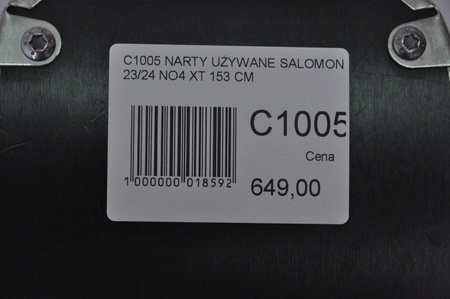 C1005 NARTY UŻYWANE SALOMON
23/24 NO4 XT 153 CM
C1005
Cena
1 000000 018592
649,00